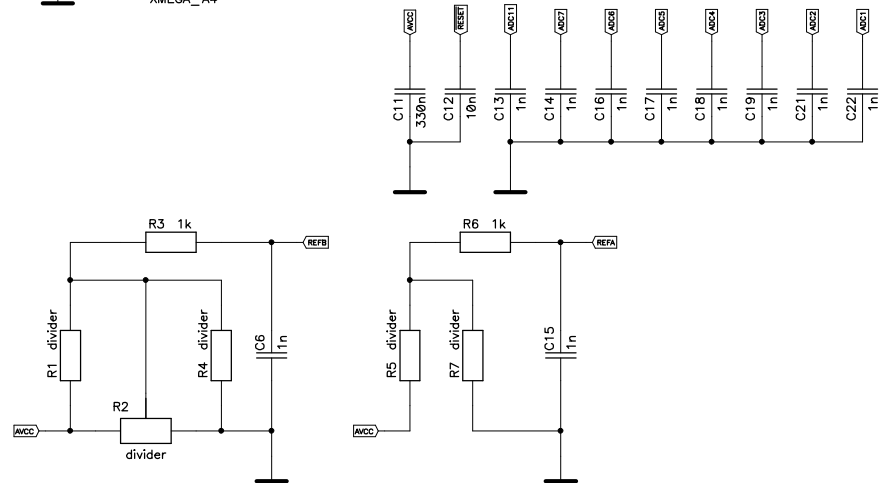 XMEGA_A4
AVCC RESET ADC11 ADC7 ADC6 ADC5 ADC4 ADC3 ADC2 ADC1
C11 330n C12 10n C13 1n C14 1n C16 1n C17 1n C18 1n C19 1n C21 1n C22 1n
R3 1k
REFB
R6 1k
REFA
R1 divider
R4 divider
C6 1n
R5 divider
R7 divider
C15 1n
AVCC
R2
divider
AVCC